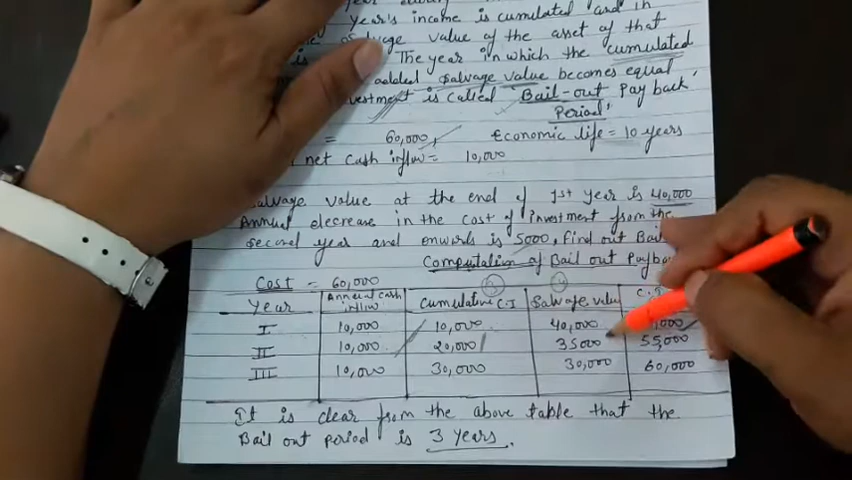 year's income is cumulated and in
value of the asset of that
is The year in which the cumulated
added salvage value becomes equal
is called 'Bail-out Pay back
Period'
= 60,000, Economic life = 10 years
net cash inflow = 10,000
Salvage value at the end of 1st year is 40,000
Annual decrease in the cost of investment from the
second year and onwards is 5000. Find out Bail
Computation of Bail out Payba
Cost = 60,000
Year Annual Cash inflow Cumulative C.I Salvage value
I 10,000 10,000 40,000
II 10,000 20,000 35000 55,000
III 10,000 30,000 30,000 60,000
It is clear from the above table that the
Bail out period is 3 years.